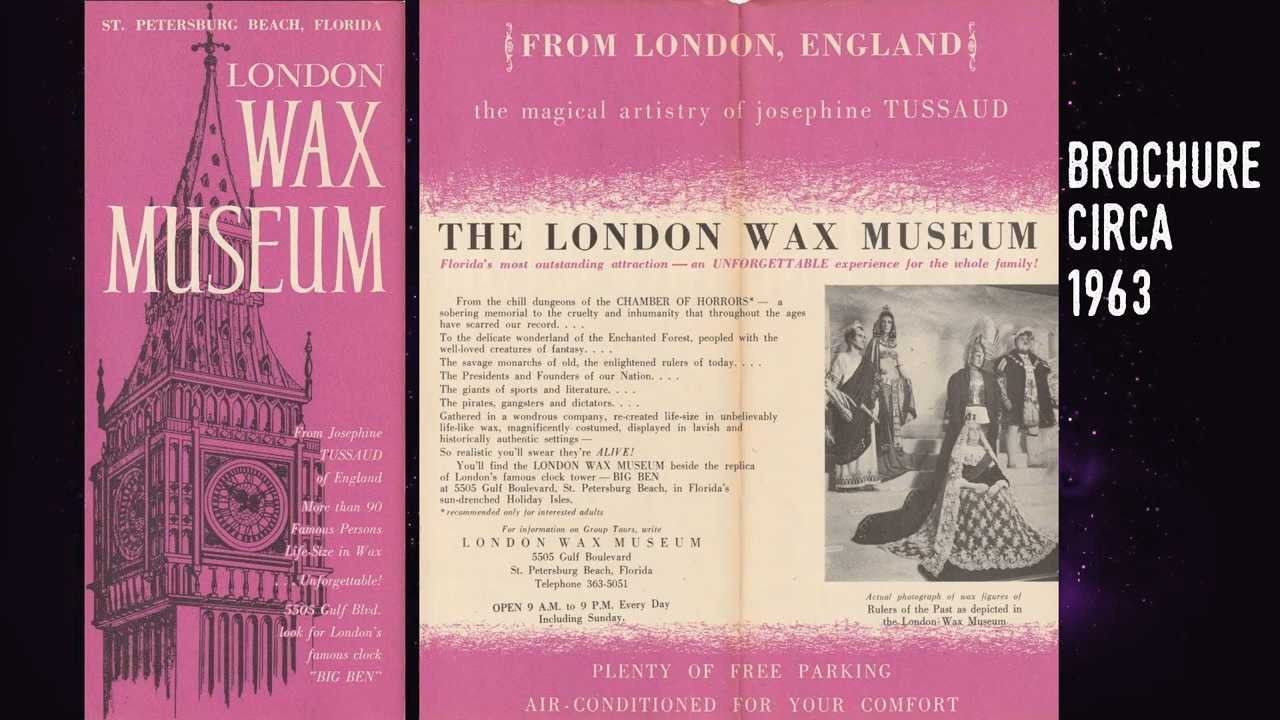 ST. PETERSBURG BEACH, FLORIDA
LONDON
WAX
MUSEUM
From Josephine
TUSSAUD
of England
More than 90
Famous Persons
Life-Size in Wax
. . . Unforgettable!
5505 Gulf Blvd.
look for London's
famous clock
"BIG BEN"
FROM LONDON, ENGLAND
the magical artistry of josephine TUSSAUD
THE LONDON WAX MUSEUM
Florida's most outstanding attraction — an UNFORGETTABLE experience for the whole family!
From the chill dungeons of the CHAMBER OF HORRORS* — a
sobering memorial to the cruelty and inhumanity that throughout the ages
have scarred our record. . . .
To the delicate wonderland of the Enchanted Forest, peopled with the
well-loved creatures of fantasy. . . .
The savage monarchs of old, the enlightened rulers of today. . . .
The Presidents and Founders of our Nation. . . .
The giants of sports and literature. . . .
The pirates, gangsters and dictators. . . .
Gathered in a wondrous company, re-created life-size in unbelievably
life-like wax, magnificently costumed, displayed in lavish and
historically authentic settings —
So realistic you'll swear they're ALIVE!
You'll find the LONDON WAX MUSEUM beside the replica
of London's famous clock tower — BIG BEN
at 5505 Gulf Boulevard, St. Petersburg Beach, in Florida's
sun-drenched Holiday Isles.
*recommended only for interested adults
For information on Group Tours, write
LONDON WAX MUSEUM
5505 Gulf Boulevard
St. Petersburg Beach, Florida
Telephone 363-5051
OPEN 9 A.M. to 9 P.M. Every Day
Including Sunday.
Actual photograph of wax figures of
Rulers of the Past as depicted in
the London Wax Museum
PLENTY OF FREE PARKING
AIR-CONDITIONED FOR YOUR COMFORT
BROCHURE
CIRCA
1963